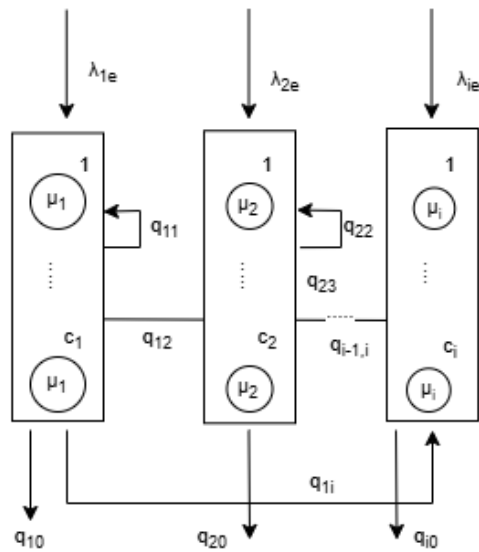 λ1e λ2e λie
1 1 1
μ1 μ2 μi
q11 q22
q23
q12 qi-1,i
c1 c2 ci
μ1 μ2 μi
q1i
q10 q20 qi0